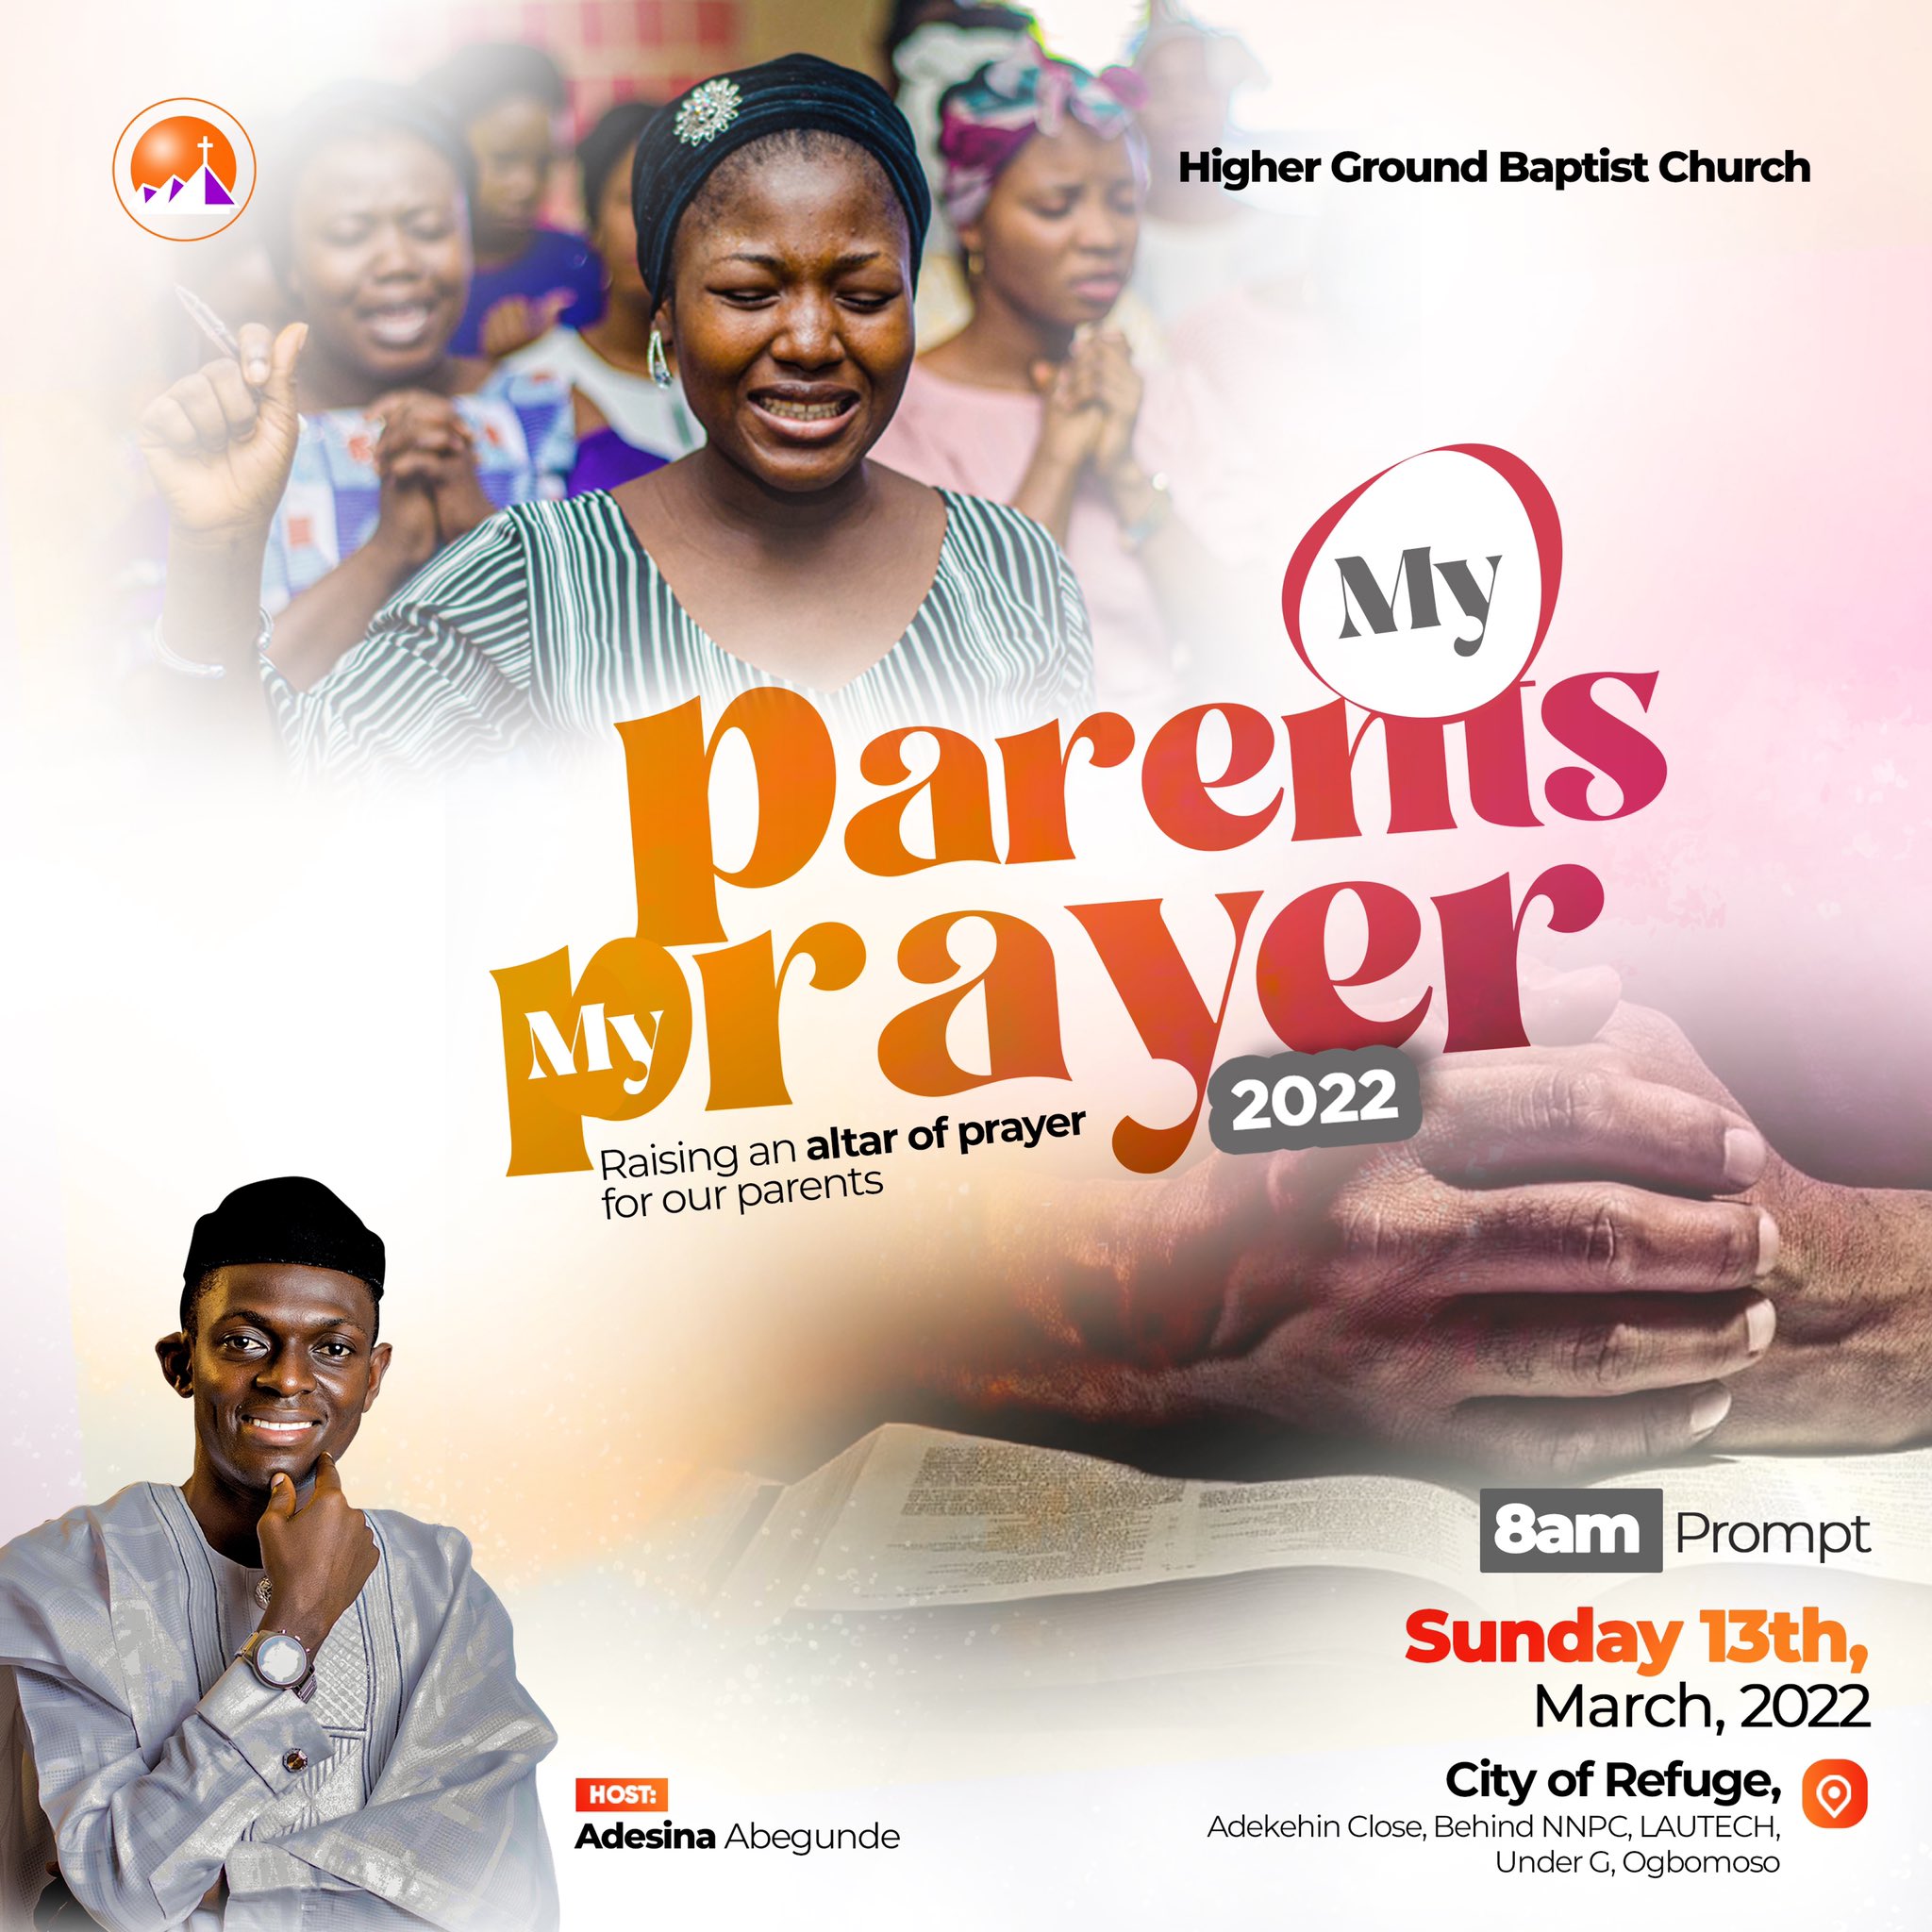 Higher Ground Baptist Church
My
Parents
My
prayer
2022
Raising an altar of prayer
for our parents
8am Prompt
Sunday 13th,
March, 2022
City of Refuge,
Adekehin Close, Behind NNPC, LAUTECH,
Under G, Ogbomoso
HOST:
Adesina Abegunde